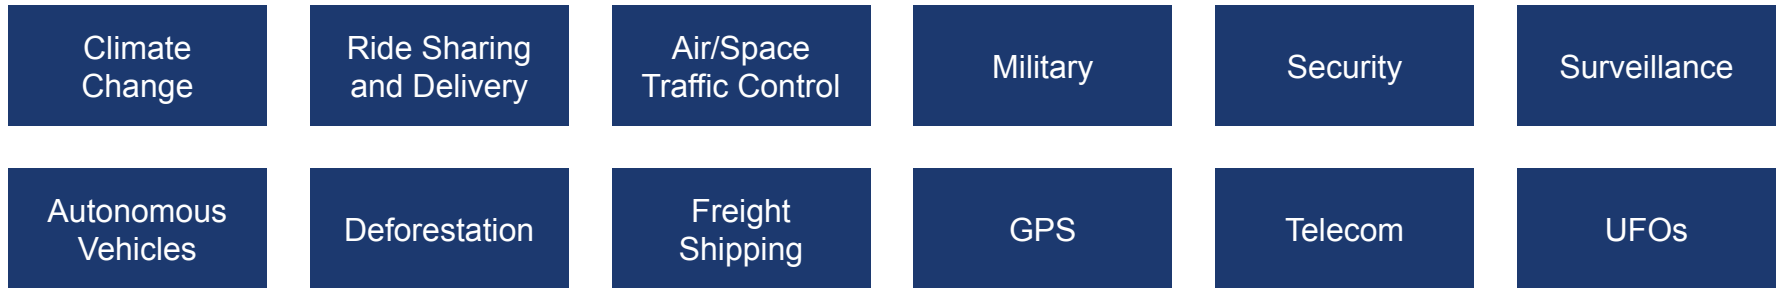 Climate
Change
Ride Sharing
and Delivery
Air/Space
Traffic Control
Military
Security
Surveillance
Autonomous
Vehicles
Deforestation
Freight
Shipping
GPS
Telecom
UFOs